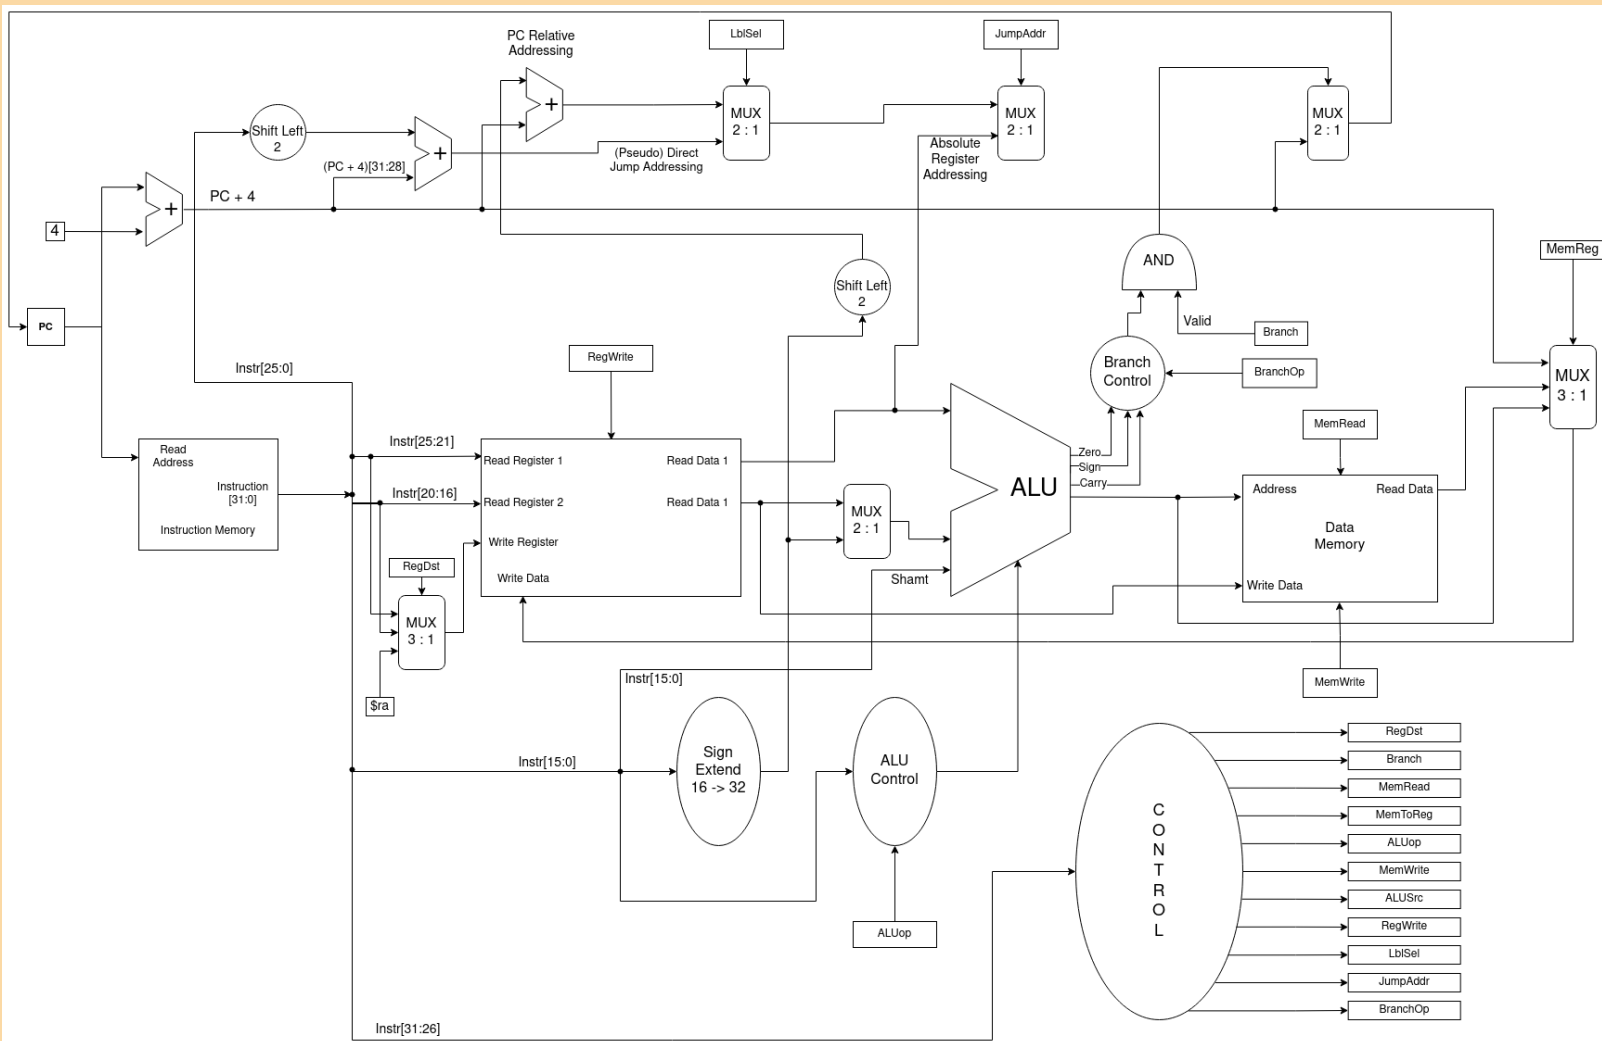 PC Relative
Addressing
LblSel
JumpAddr
MUX
2 : 1
MUX
2 : 1
MUX
2 : 1
Shift Left
2
+
+
(PC + 4)[31:28]
(Pseudo) Direct
Jump Addressing
Absolute
Register
Addressing
+
PC + 4
4
AND
MemReg
Shift Left
2
PC
Valid
Branch
RegWrite
Branch
Control
BranchOp
Instr[25:0]
MUX
3 : 1
MemRead
Read
Address
Instruction
[31:0]
Instruction Memory
Instr[25:21]
Read Register 1
Read Data 1
Zero
Sign
Carry
Instr[20:16]
Read Register 2
Read Data 1
MUX
2 : 1
ALU
Address
Read Data
Data
Memory
Write Register
RegDst
Write Data
Shamt
Write Data
MUX
3 : 1
$ra
Instr[15:0]
MemWrite
Instr[15:0]
Sign
Extend
16 -> 32
ALU
Control
ALUop
C
O
N
T
R
O
L
RegDst
Branch
MemRead
MemToReg
ALUop
MemWrite
ALUSrc
RegWrite
LblSel
JumpAddr
BranchOp
Instr[31:26]